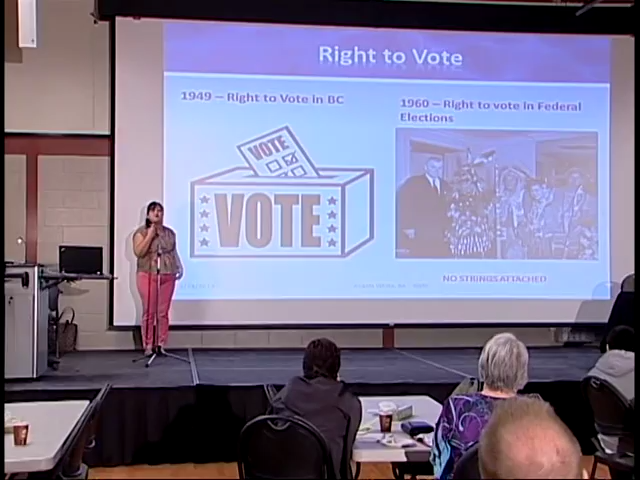 Right to Vote
1949 – Right to Vote in BC
1960 – Right to vote in Federal
Elections
VOTE
VOTE
NO STRINGS ATTACHED